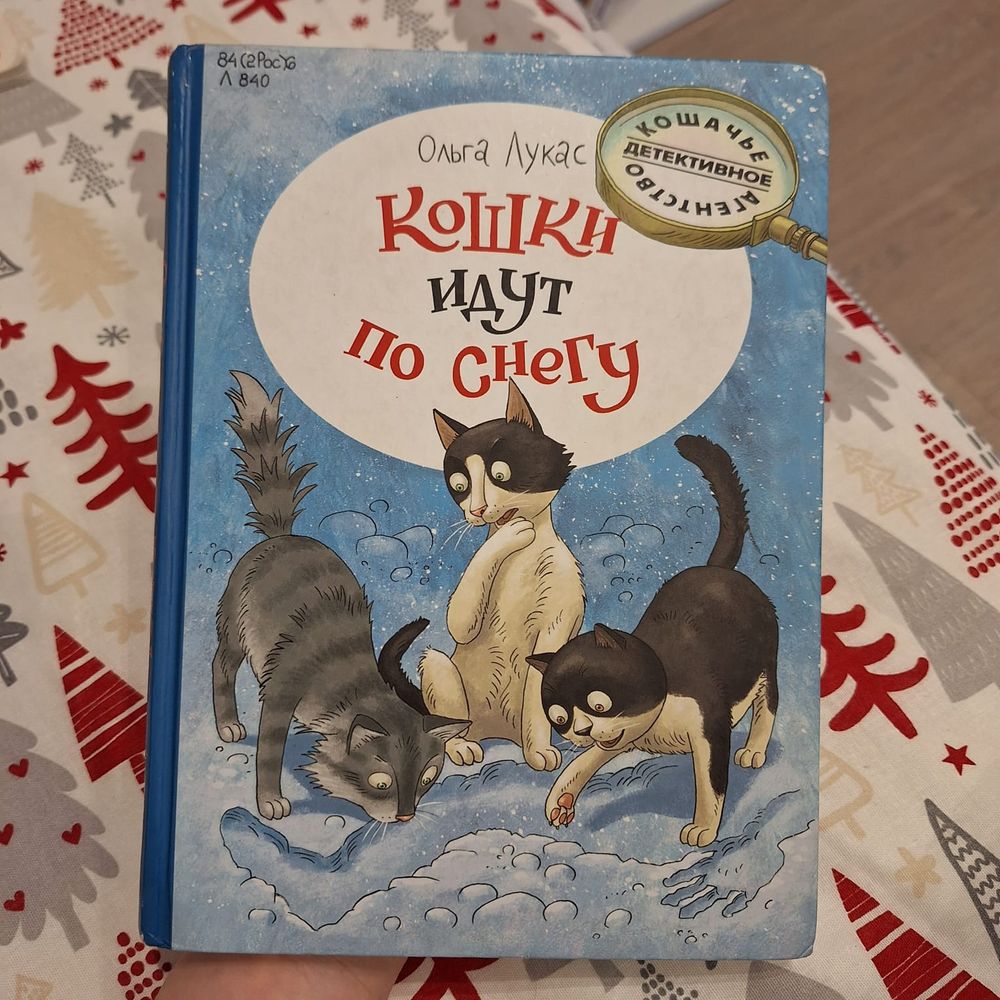 84(2Рос)6
Л 840
Ольга Лукас
КОШАЧЬЕ
ДЕТЕКТИВНОЕ
АГЕНТСТВО
Кошки
идут
по снегу